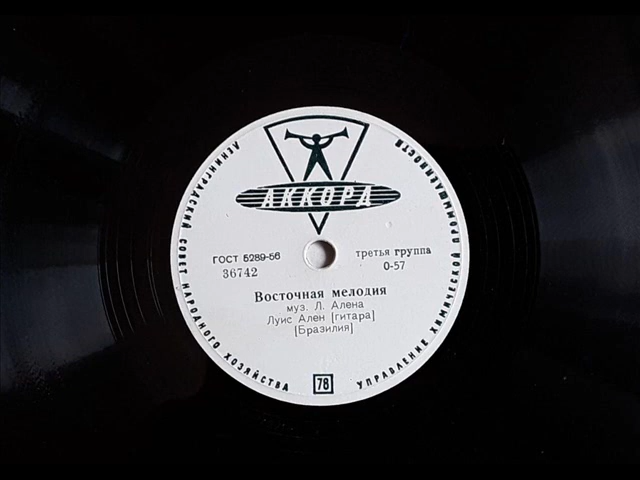 ЛЕНИНГРАДСКИЙ СОВЕТ НАРОДНОГО ХОЗЯЙСТВА
УПРАВЛЕНИЕ ХИМИЧЕСКОЙ ПРОМЫШЛЕННОСТИ
АККОРД
ГОСТ 5289-56 третья группа
36742 0-57
Восточная мелодия
муз. Л. Алена
Луис Ален [гитара]
[Бразилия]
78